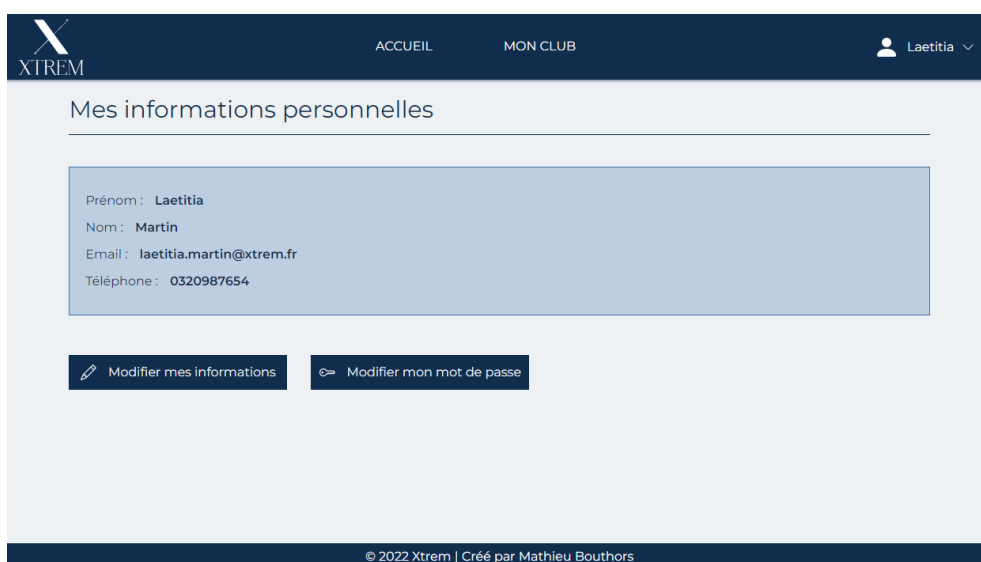 X
XTREM
ACCUEIL MON CLUB Laetitia
Mes informations personnelles
Prénom : Laetitia
Nom : Martin
Email : laetitia.martin@xtrem.fr
Téléphone : 0320987654
Modifier mes informations Modifier mon mot de passe
© 2022 Xtrem | Créé par Mathieu Bouthors